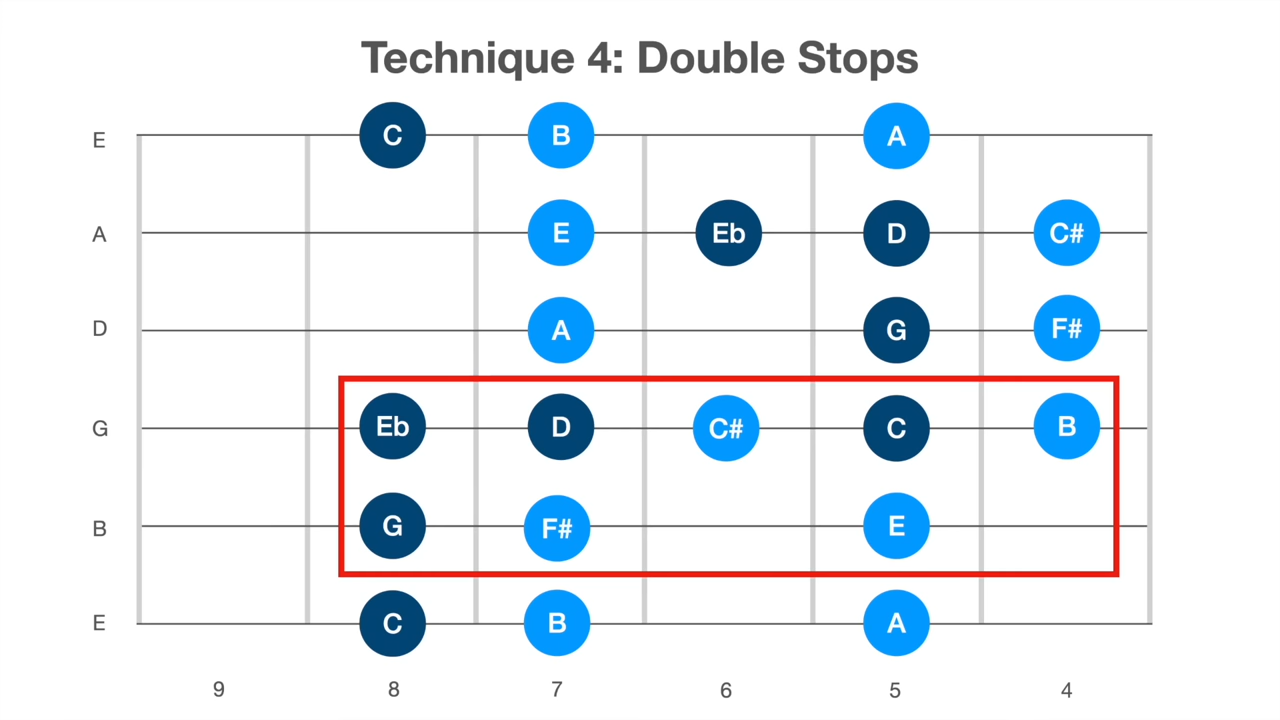 Technique 4: Double Stops
E C B A
A E Eb D C#
D A G F#
G Eb D C# C B
B G F# E
E C B A
9 8 7 6 5 4